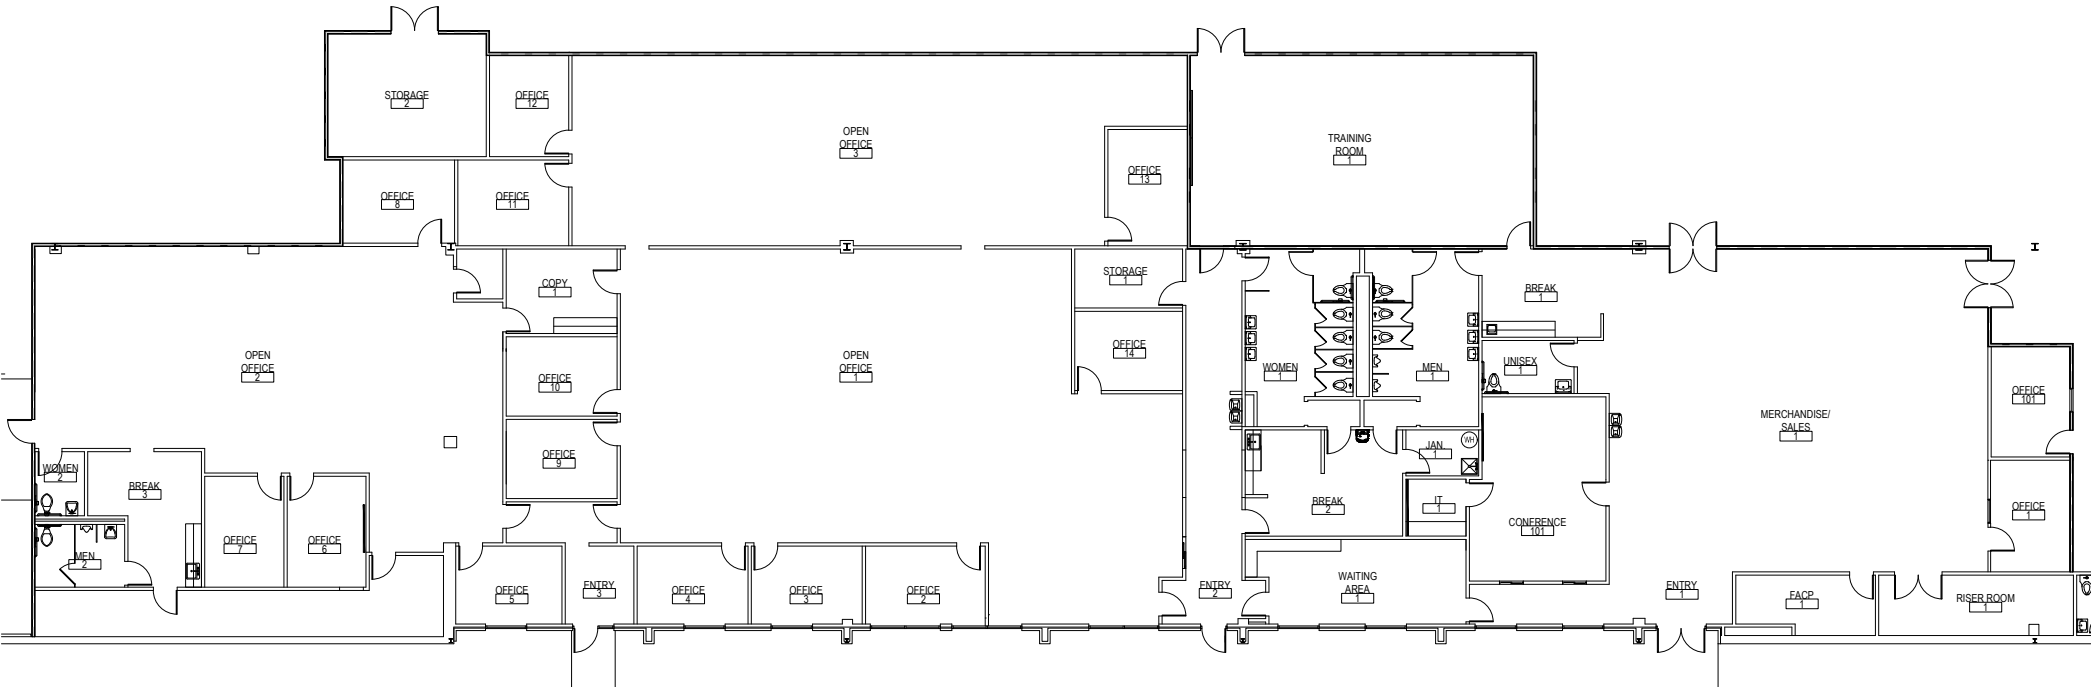 STORAGE
2
OFFICE
12
OPEN
OFFICE
3
TRAINING
ROOM
1
OFFICE
13
OFFICE
8
OFFICE
11
STORAGE
1
COPY
1
BREAK
1
OPEN
OFFICE
2
OPEN
OFFICE
1
OFFICE
14
WOMEN
1
MEN
1
UNISEX
1
OFFICE
10
OFFICE
101
MERCHANDISE/
SALES
1
OFFICE
9
JAN
1
WH
WOMEN
2
BREAK
3
BREAK
2
IT
1
CONFRENCE
101
OFFICE
1
OFFICE
7
OFFICE
6
MEN
2
OFFICE
5
ENTRY
3
OFFICE
4
OFFICE
3
OFFICE
2
ENTRY
2
WAITING
AREA
1
ENTRY
1
FACP
1
RISER ROOM
1